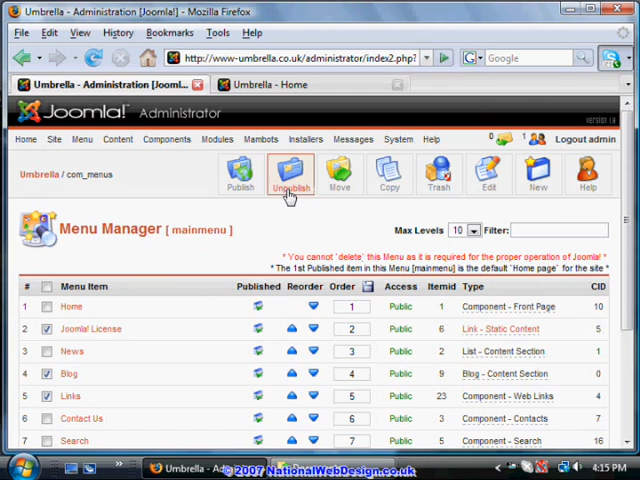 Umbrella - Administration [Joomla!] - Mozilla Firefox
File Edit View History Bookmarks Tools Help
http://www-umbrella.co.uk/administrator/index2.php? Google
Umbrella - Administration [Jooml... Umbrella - Home
Joomla! Administrator
Home Site Menu Content Components Modules Mambots Installers Messages System Help 0 2 Logout admin
Umbrella / com_menus Publish Unpublish Move Copy Trash Edit New Help
Menu Manager [ mainmenu ] Max Levels 10 Filter:
* You cannot `delete` this Menu as it is required for the proper operation of Joomla! *
* The 1st Published item in this Menu [mainmenu] is the default `Home page` for the site *
# Menu Item Published Reorder Order Access Itemid Type CID
1 Home 1 Public 1 Component - Front Page 10
2 Joomla! License 2 Public 6 Link - Static Content 5
3 News 3 Public 2 List - Content Section 1
4 Blog 4 Public 9 Blog - Content Section 0
5 Links 5 Public 23 Component - Web Links 4
6 Contact Us 6 Public 3 Component - Contacts 7
7 Search 7 Public 5 Component - Search 16
Umbrella - Ad
© 2007 NationalWebDesign.co.uk
4:15 PM